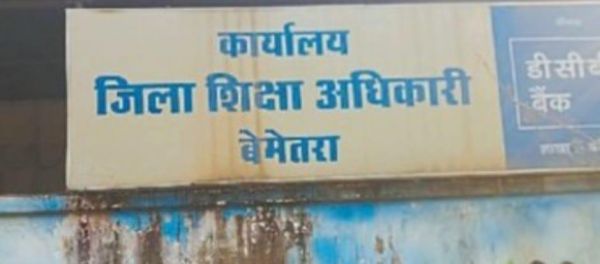 कार्यालय
जिला शिक्षा अधिकारी
बेमेतरा
डीसीबी
बैंक
शाखा